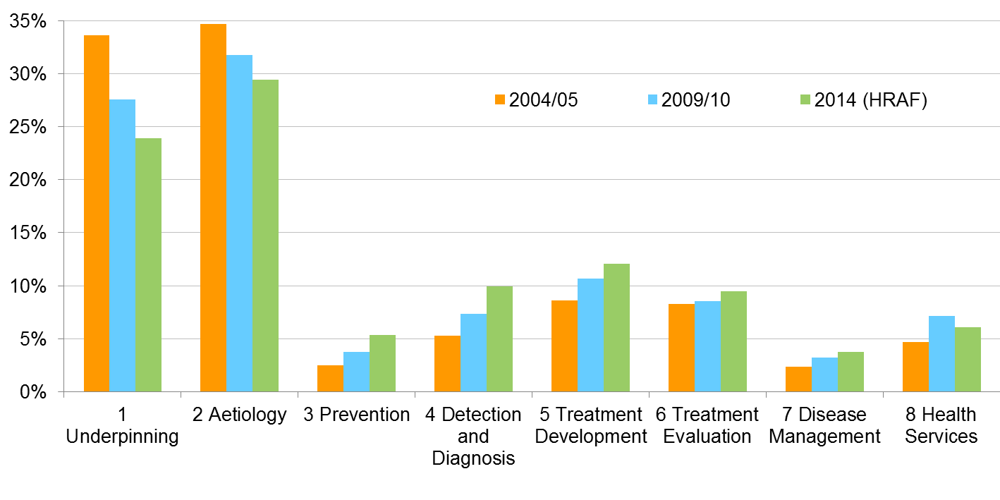 35%
30%
25%
20%
15%
10%
5%
0%
2004/05
2009/10
2014 (HRAF)
1
Underpinning
2 Aetiology
3 Prevention
4 Detection
and
Diagnosis
5 Treatment
Development
6 Treatment
Evaluation
7 Disease
Management
8 Health
Services